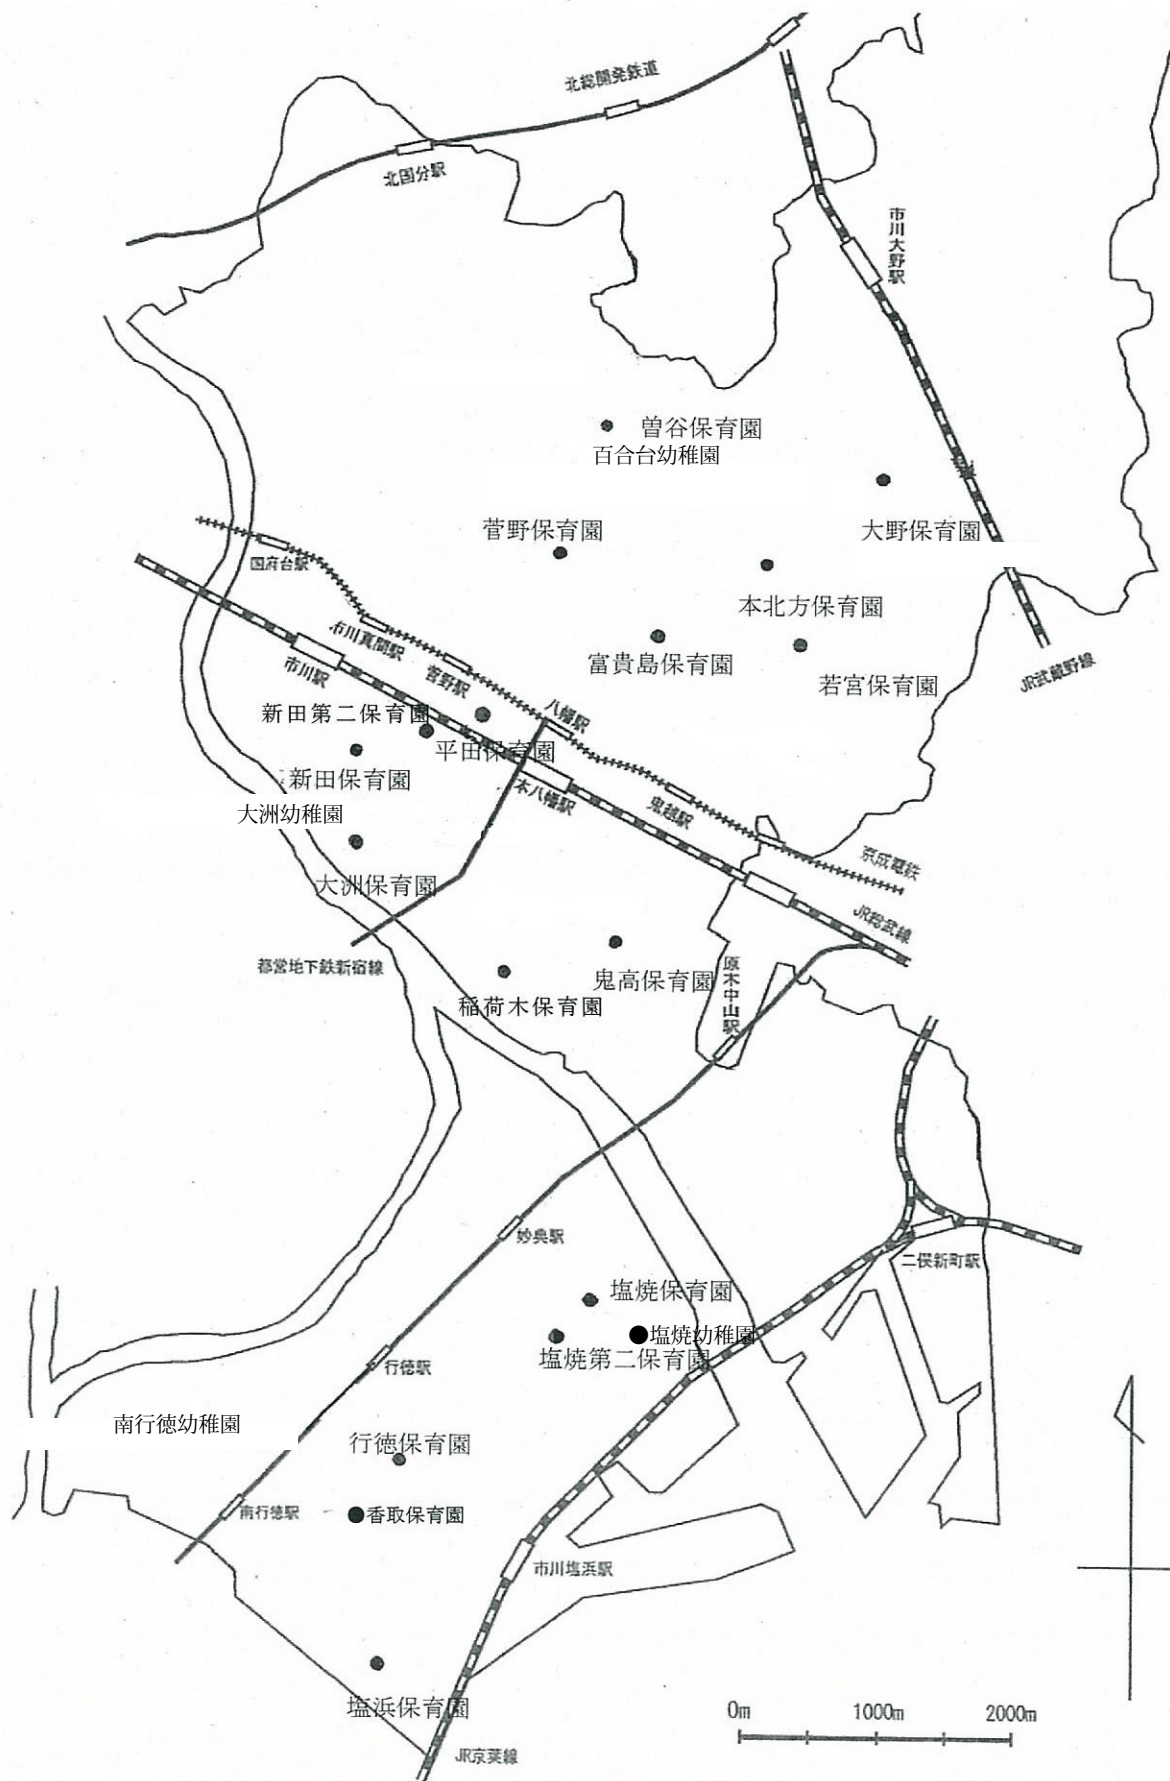 北総開発鉄道
北国分駅
市川大野駅
曽谷保育園
百合台幼稚園
菅野保育園
大野保育園
国府台駅
本北方保育園
市川真間駅
富貴島保育園
若宮保育園
市川駅
菅野駅
JR武蔵野線
新田第二保育園
八幡駅
平田保育園
新田保育園
本八幡駅
鬼越駅
大洲幼稚園
京成電鉄
大洲保育園
JR総武線
都営地下鉄新宿線
鬼高保育園
原木中山駅
稲荷木保育園
妙典駅
二俣新町駅
塩焼保育園
塩焼幼稚園
塩焼第二保育園
行徳駅
南行徳幼稚園
行徳保育園
南行徳駅
香取保育園
市川塩浜駅
塩浜保育園
0m 1000m 2000m
JR京葉線